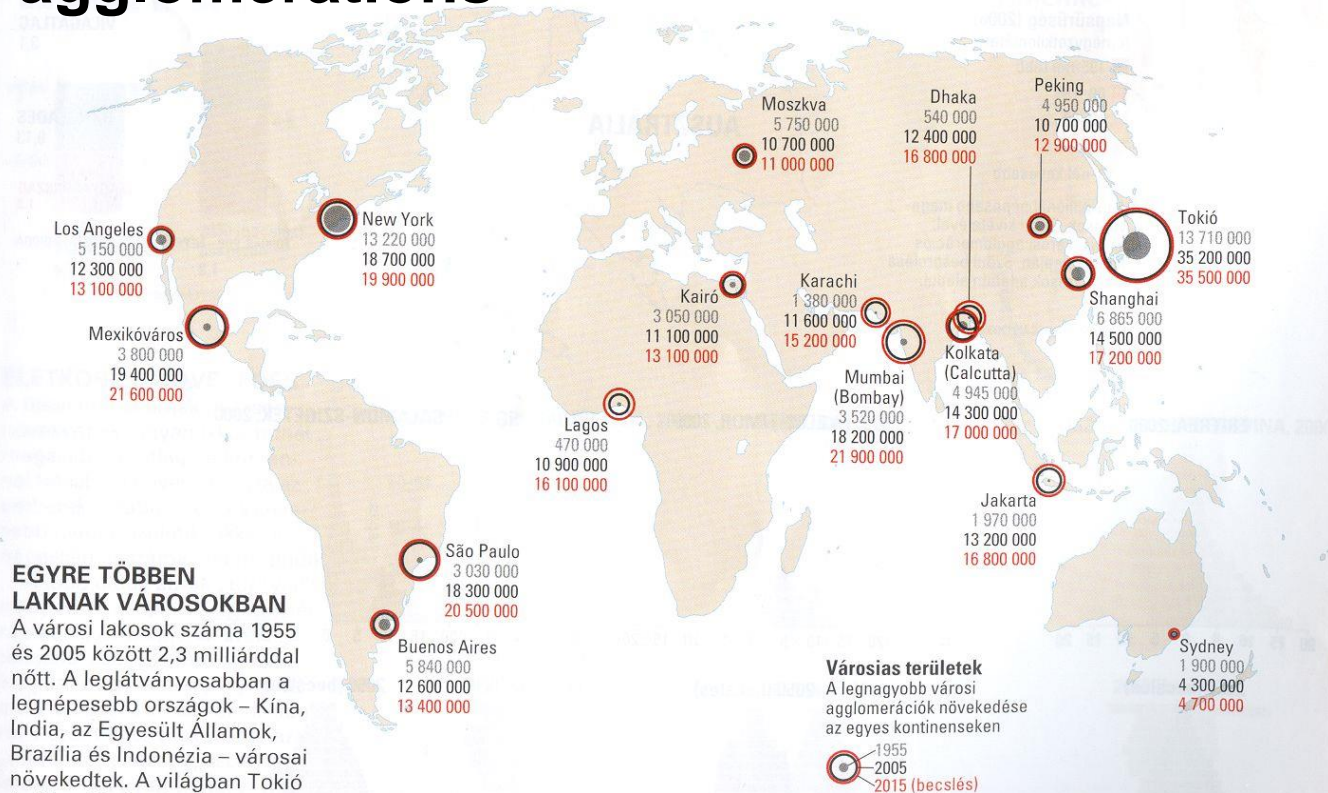 agglomerations
Moszkva
5 750 000
10 700 000
11 000 000
Dhaka
540 000
12 400 000
16 800 000
Peking
4 950 000
10 700 000
12 900 000
Los Angeles
5 150 000
12 300 000
13 100 000
New York
13 220 000
18 700 000
19 900 000
Tokió
13 710 000
35 200 000
35 500 000
Mexikóváros
3 800 000
19 400 000
21 600 000
Kairó
3 050 000
11 100 000
13 100 000
Karachi
1 380 000
11 600 000
15 200 000
Shanghai
6 865 000
14 500 000
17 200 000
Mumbai
(Bombay)
3 520 000
18 200 000
21 900 000
Kolkata
(Calcutta)
4 945 000
14 300 000
17 000 000
Lagos
470 000
10 900 000
16 100 000
Jakarta
1 970 000
13 200 000
16 800 000
São Paulo
3 030 000
18 300 000
20 500 000
Buenos Aires
5 840 000
12 600 000
13 400 000
Sydney
1 900 000
4 300 000
4 700 000
EGYRE TÖBBEN
LAKNAK VÁROSOKBAN
A városi lakosok száma 1955
és 2005 között 2,3 milliárddal
nőtt. A leglátványosabban a
legnépesebb országok – Kína,
India, az Egyesült Államok,
Brazília és Indonézia – városai
növekedtek. A világban Tokió
Városias területek
A legnagyobb városi
agglomerációk növekedése
az egyes kontinenseken
1955
2005
2015 (becslés)